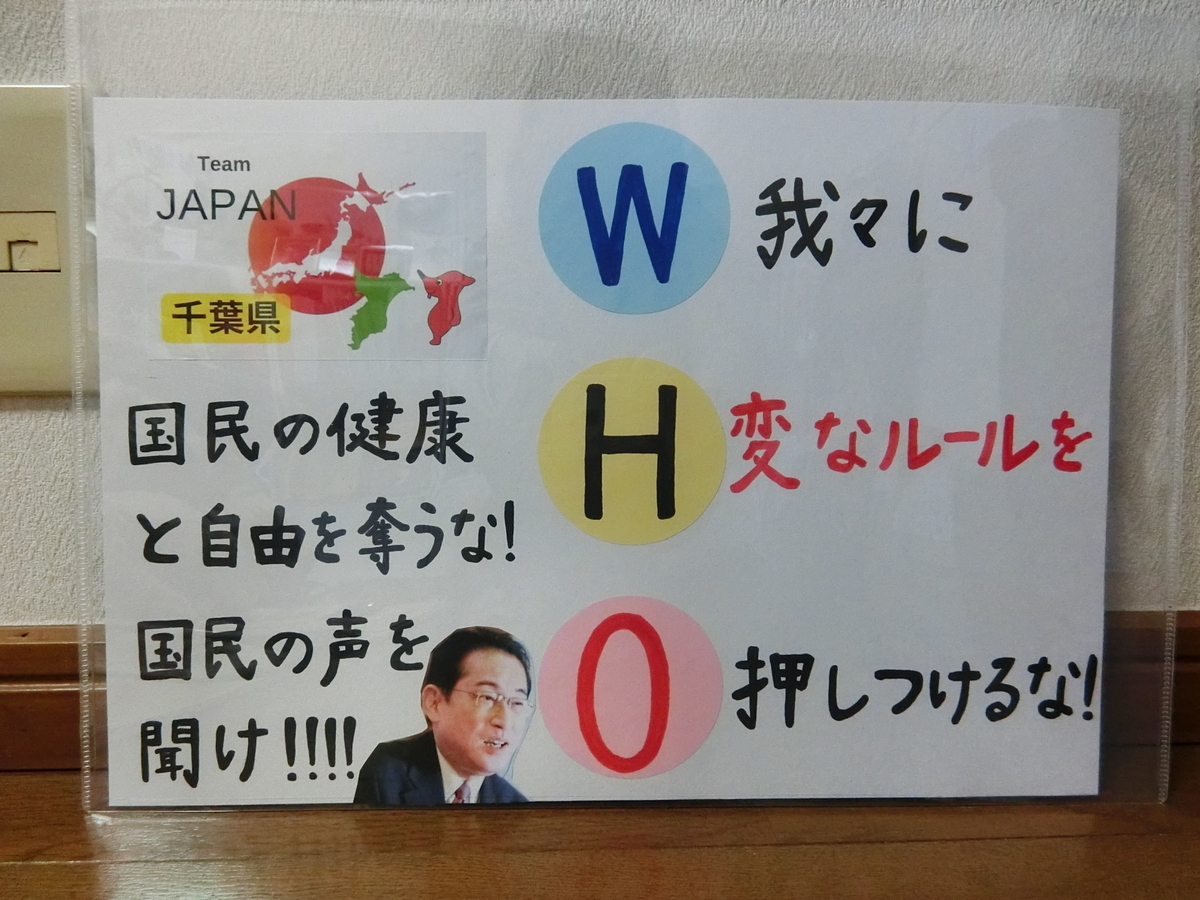 Team
JAPAN
千葉県
国民の健康
と自由を奪うな!
国民の声を
聞け!!!!
W 我々に
H 変なルールを
O 押しつけるな!